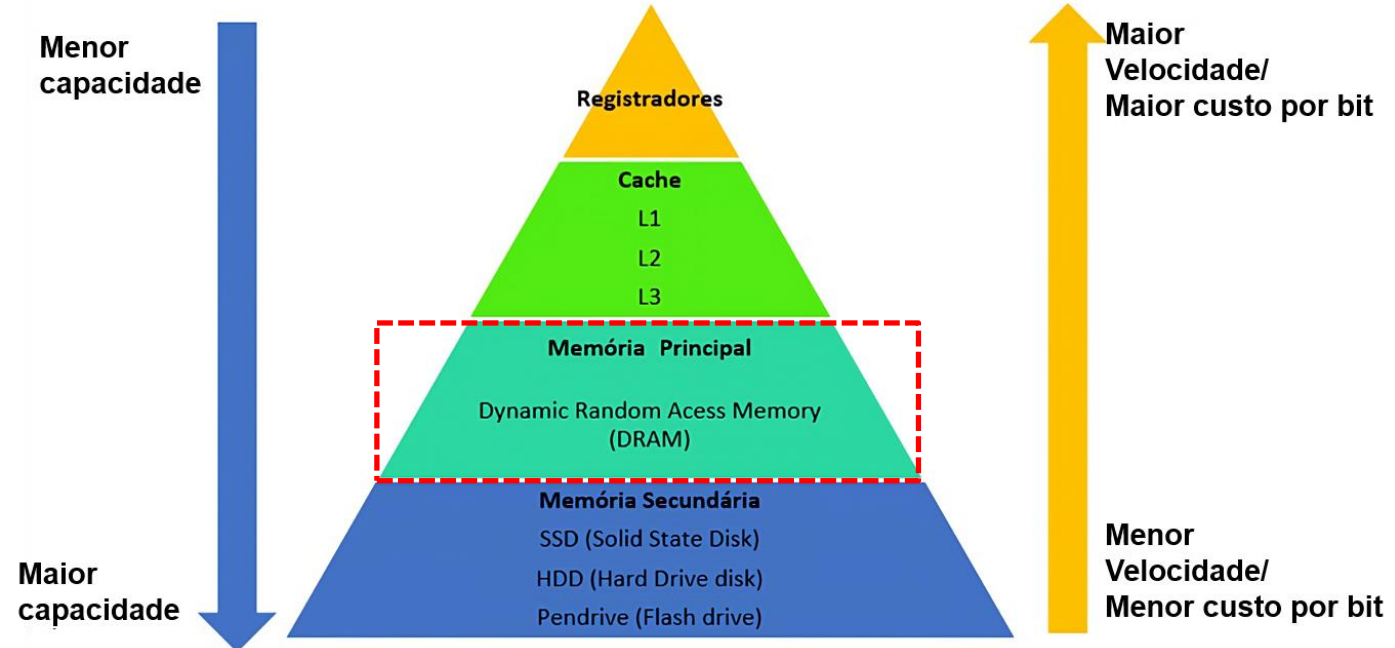 Menor
capacidade
Maior
capacidade
Registradores
Cache
L1
L2
L3
Memória Principal
Dynamic Random Acess Memory
(DRAM)
Memória Secundária
SSD (Solid State Disk)
HDD (Hard Drive disk)
Pendrive (Flash drive)
Maior
Velocidade/
Maior custo por bit
Menor
Velocidade/
Menor custo por bit